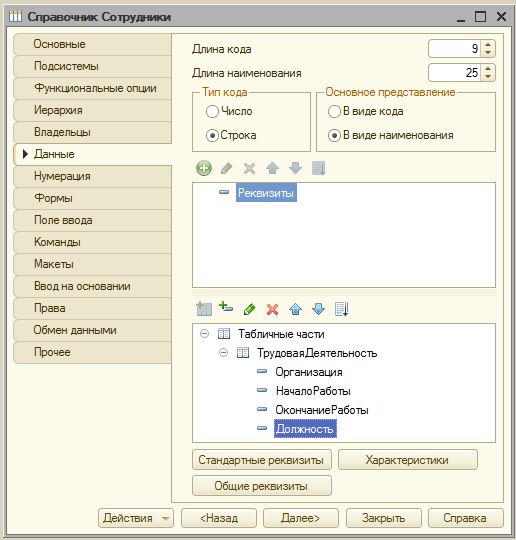 Справочник Сотрудники
Основные
Подсистемы
Функциональные опции
Иерархия
Владельцы
Данные
Нумерация
Формы
Поле ввода
Команды
Макеты
Ввод на основании
Права
Обмен данными
Прочее
Длина кода 9
Длина наименования 25
Тип кода
Число
Строка
Основное представление
В виде кода
В виде наименования
Реквизиты
Табличные части
ТрудоваяДеятельность
Организация
НачалоРаботы
ОкончаниеРаботы
Должность
Стандартные реквизиты Характеристики
Общие реквизиты
Действия <Назад Далее> Закрыть Справка